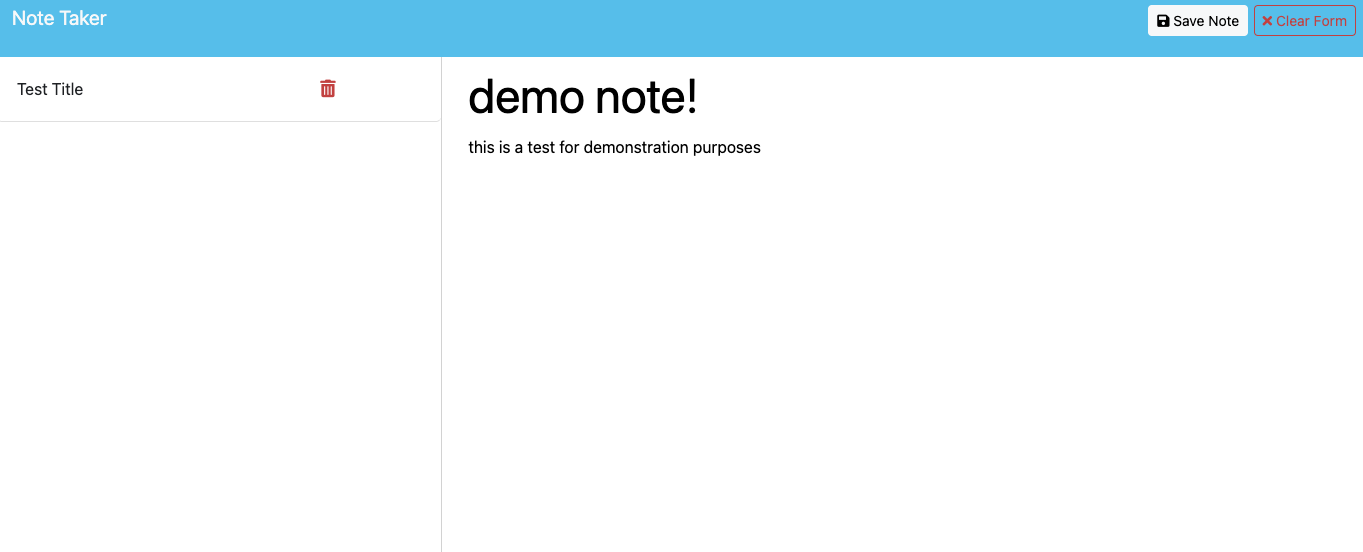 Note Taker
Save Note
Clear Form
Test Title
demo note!
this is a test for demonstration purposes